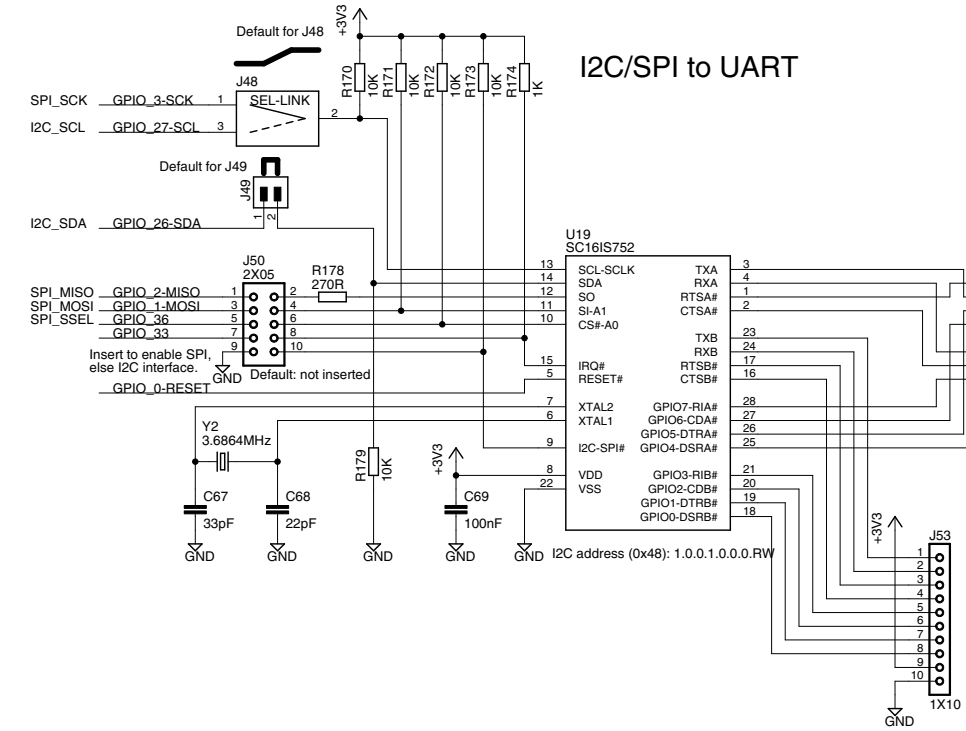 I2C/SPI to UART
Default for J48
+3V3
R170
10K
R171
10K
R172
10K
R173
10K
R174
1K
J48
SEL-LINK
SPI_SCK GPIO_3-SCK 1
2
I2C_SCL GPIO_27-SCL 3
Default for J49
J49
1
2
I2C_SDA GPIO_26-SDA
J50
2X05
R178
270R
SPI_MISO GPIO_2-MISO 1 2
SPI_MOSI GPIO_1-MOSI 3 4
SPI_SSEL GPIO_36 5 6
GPIO_33 7 8
9 10
Insert to enable SPI,
else I2C interface.
GND
Default: not inserted
GPIO_0-RESET
Y2
3.6864MHz
C67
33pF
GND
C68
22pF
GND
R179
10K
GND
+3V3
C69
100nF
GND
GND
U19
SC16IS752
13 SCL-SCLK
14 SDA
12 SO
11 SI-A1
10 CS#-A0
15 IRQ#
5 RESET#
7 XTAL2
6 XTAL1
9 I2C-SPI#
8 VDD
22 VSS
TXA 3
RXA 4
RTSA# 1
CTSA# 2
TXB 23
RXB 24
RTSB# 17
CTSB# 16
GPIO7-RIA# 28
GPIO6-CDA# 27
GPIO5-DTRA# 26
GPIO4-DSRA# 25
GPIO3-RIB# 21
GPIO2-CDB# 20
GPIO1-DTRB# 19
GPIO0-DSRB# 18
I2C address (0x48): 1.0.0.1.0.0.0.RW
+3V3
J53
1
2
3
4
5
6
7
8
9
10
1X10
GND